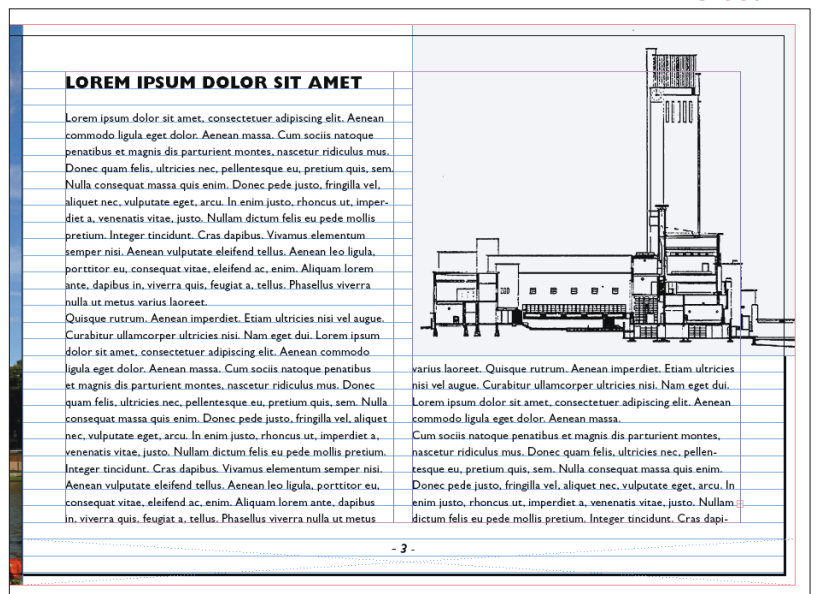 LOREM IPSUM DOLOR SIT AMET
Lorem ipsum dolor sit amet, consectetuer adipiscing elit. Aenean
commodo ligula eget dolor. Aenean massa. Cum sociis natoque
penatibus et magnis dis parturient montes, nascetur ridiculus mus.
Donec quam felis, ultricies nec, pellentesque eu, pretium quis, sem.
Nulla consequat massa quis enim. Donec pede justo, fringilla vel,
aliquet nec, vulputate eget, arcu. In enim justo, rhoncus ut, imper-
diet a, venenatis vitae, justo. Nullam dictum felis eu pede mollis
pretium. Integer tincidunt. Cras dapibus. Vivamus elementum
semper nisi. Aenean vulputate eleifend tellus. Aenean leo ligula,
porttitor eu, consequat vitae, eleifend ac, enim. Aliquam lorem
ante, dapibus in, viverra quis, feugiat a, tellus. Phasellus viverra
nulla ut metus varius laoreet.
Quisque rutrum. Aenean imperdiet. Etiam ultricies nisi vel augue.
Curabitur ullamcorper ultricies nisi. Nam eget dui. Lorem ipsum
dolor sit amet, consectetuer adipiscing elit. Aenean commodo
ligula eget dolor. Aenean massa. Cum sociis natoque penatibus
et magnis dis parturient montes, nascetur ridiculus mus. Donec
quam felis, ultricies nec, pellentesque eu, pretium quis, sem. Nulla
consequat massa quis enim. Donec pede justo, fringilla vel, aliquet
nec, vulputate eget, arcu. In enim justo, rhoncus ut, imperdiet a,
venenatis vitae, justo. Nullam dictum felis eu pede mollis pretium.
Integer tincidunt. Cras dapibus. Vivamus elementum semper nisi.
Aenean vulputate eleifend tellus. Aenean leo ligula, porttitor eu,
consequat vitae, eleifend ac, enim. Aliquam lorem ante, dapibus
in, viverra quis, feugiat a, tellus. Phasellus viverra nulla ut metus
varius laoreet. Quisque rutrum. Aenean imperdiet. Etiam ultricies
nisi vel augue. Curabitur ullamcorper ultricies nisi. Nam eget dui.
Lorem ipsum dolor sit amet, consectetuer adipiscing elit. Aenean
commodo ligula eget dolor. Aenean massa.
Cum sociis natoque penatibus et magnis dis parturient montes,
nascetur ridiculus mus. Donec quam felis, ultricies nec, pellen-
tesque eu, pretium quis, sem. Nulla consequat massa quis enim.
Donec pede justo, fringilla vel, aliquet nec, vulputate eget, arcu. In
enim justo, rhoncus ut, imperdiet a, venenatis vitae, justo. Nullam
dictum felis eu pede mollis pretium. Integer tincidunt. Cras dapi-
- 3 -